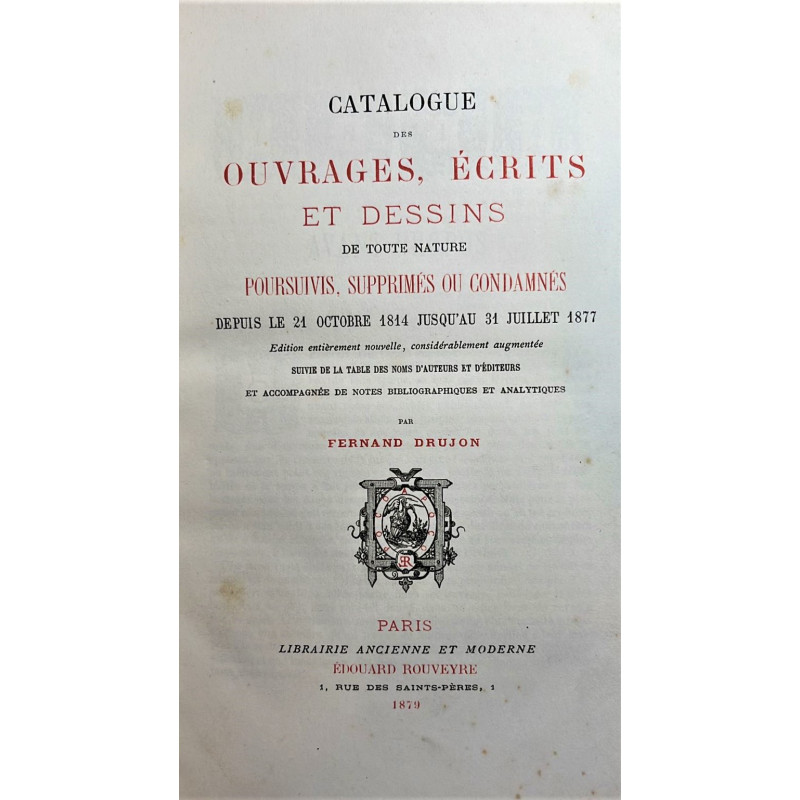 CATALOGUE
DES
OUVRAGES, ÉCRITS
ET DESSINS
DE TOUTE NATURE
POURSUIVIS, SUPPRIMÉS OU CONDAMNÉS
DEPUIS LE 21 OCTOBRE 1814 JUSQU'AU 31 JUILLET 1877
Edition entièrement nouvelle, considérablement augmentée
SUIVIE DE LA TABLE DES NOMS D'AUTEURS ET D'ÉDITEURS
ET ACCOMPAGNÉE DE NOTES BIBLIOGRAPHIQUES ET ANALYTIQUES
PAR
FERNAND DRUJON
POCO A POCO
ER
PARIS
LIBRAIRIE ANCIENNE ET MODERNE
ÉDOUARD ROUVEYRE
1, RUE DES SAINTS-PÈRES, 1
1879